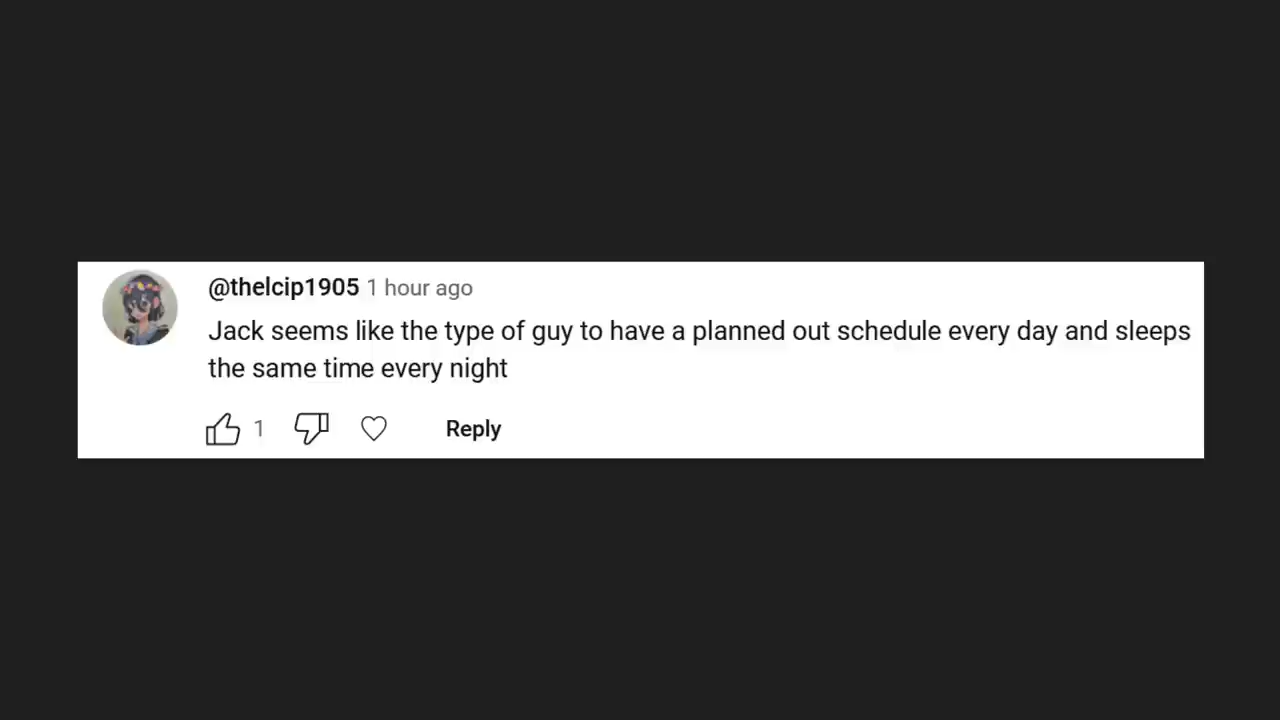 @thelcip1905 1 hour ago
Jack seems like the type of guy to have a planned out schedule every day and sleeps
the same time every night
1 Reply